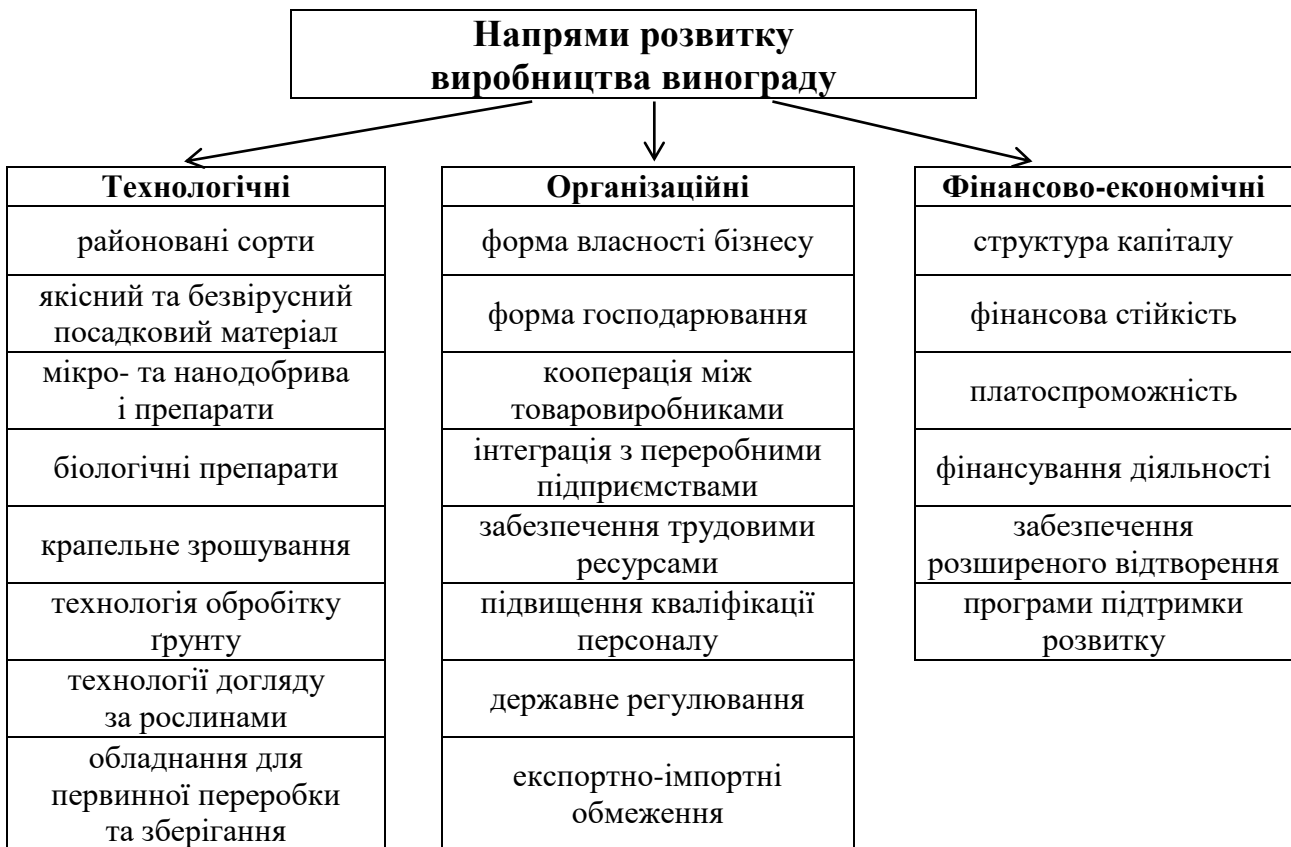 Напрями розвитку
виробництва винограду
Технологічні
районовані сорти
якісний та безвірусний
посадковий матеріал
мікро- та нанодобрива
і препарати
біологічні препарати
крапельне зрошування
технологія обробітку
ґрунту
технології догляду
за рослинами
обладнання для
первинної переробки
та зберігання
Організаційні
форма власності бізнесу
форма господарювання
кооперація між
товаровиробниками
інтеграція з переробними
підприємствами
забезпечення трудовими
ресурсами
підвищення кваліфікації
персоналу
державне регулювання
експортно-імпортні
обмеження
Фінансово-економічні
структура капіталу
фінансова стійкість
платоспроможність
фінансування діяльності
забезпечення
розширеного відтворення
програми підтримки
розвитку